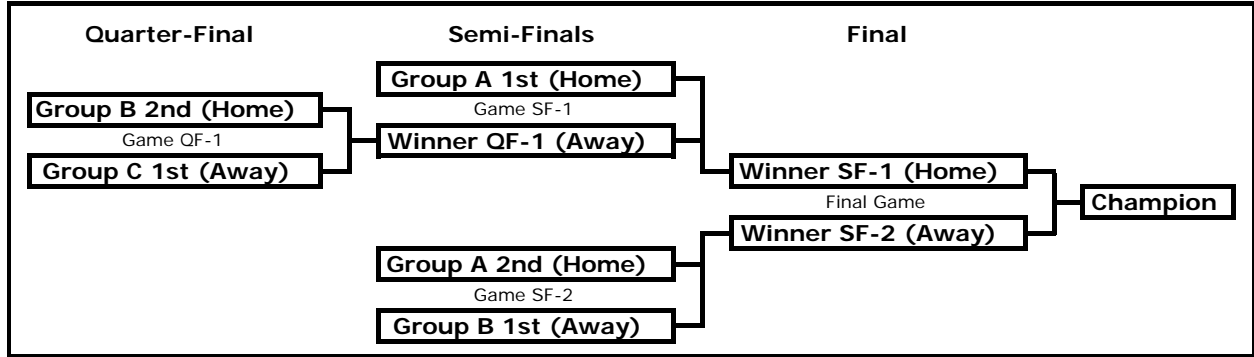 Quarter-Final
Semi-Finals
Final
Group A 1st (Home)
Game SF-1
Winner QF-1 (Away)
Group B 2nd (Home)
Game QF-1
Group C 1st (Away)
Winner SF-1 (Home)
Final Game
Winner SF-2 (Away)
Champion
Group A 2nd (Home)
Game SF-2
Group B 1st (Away)